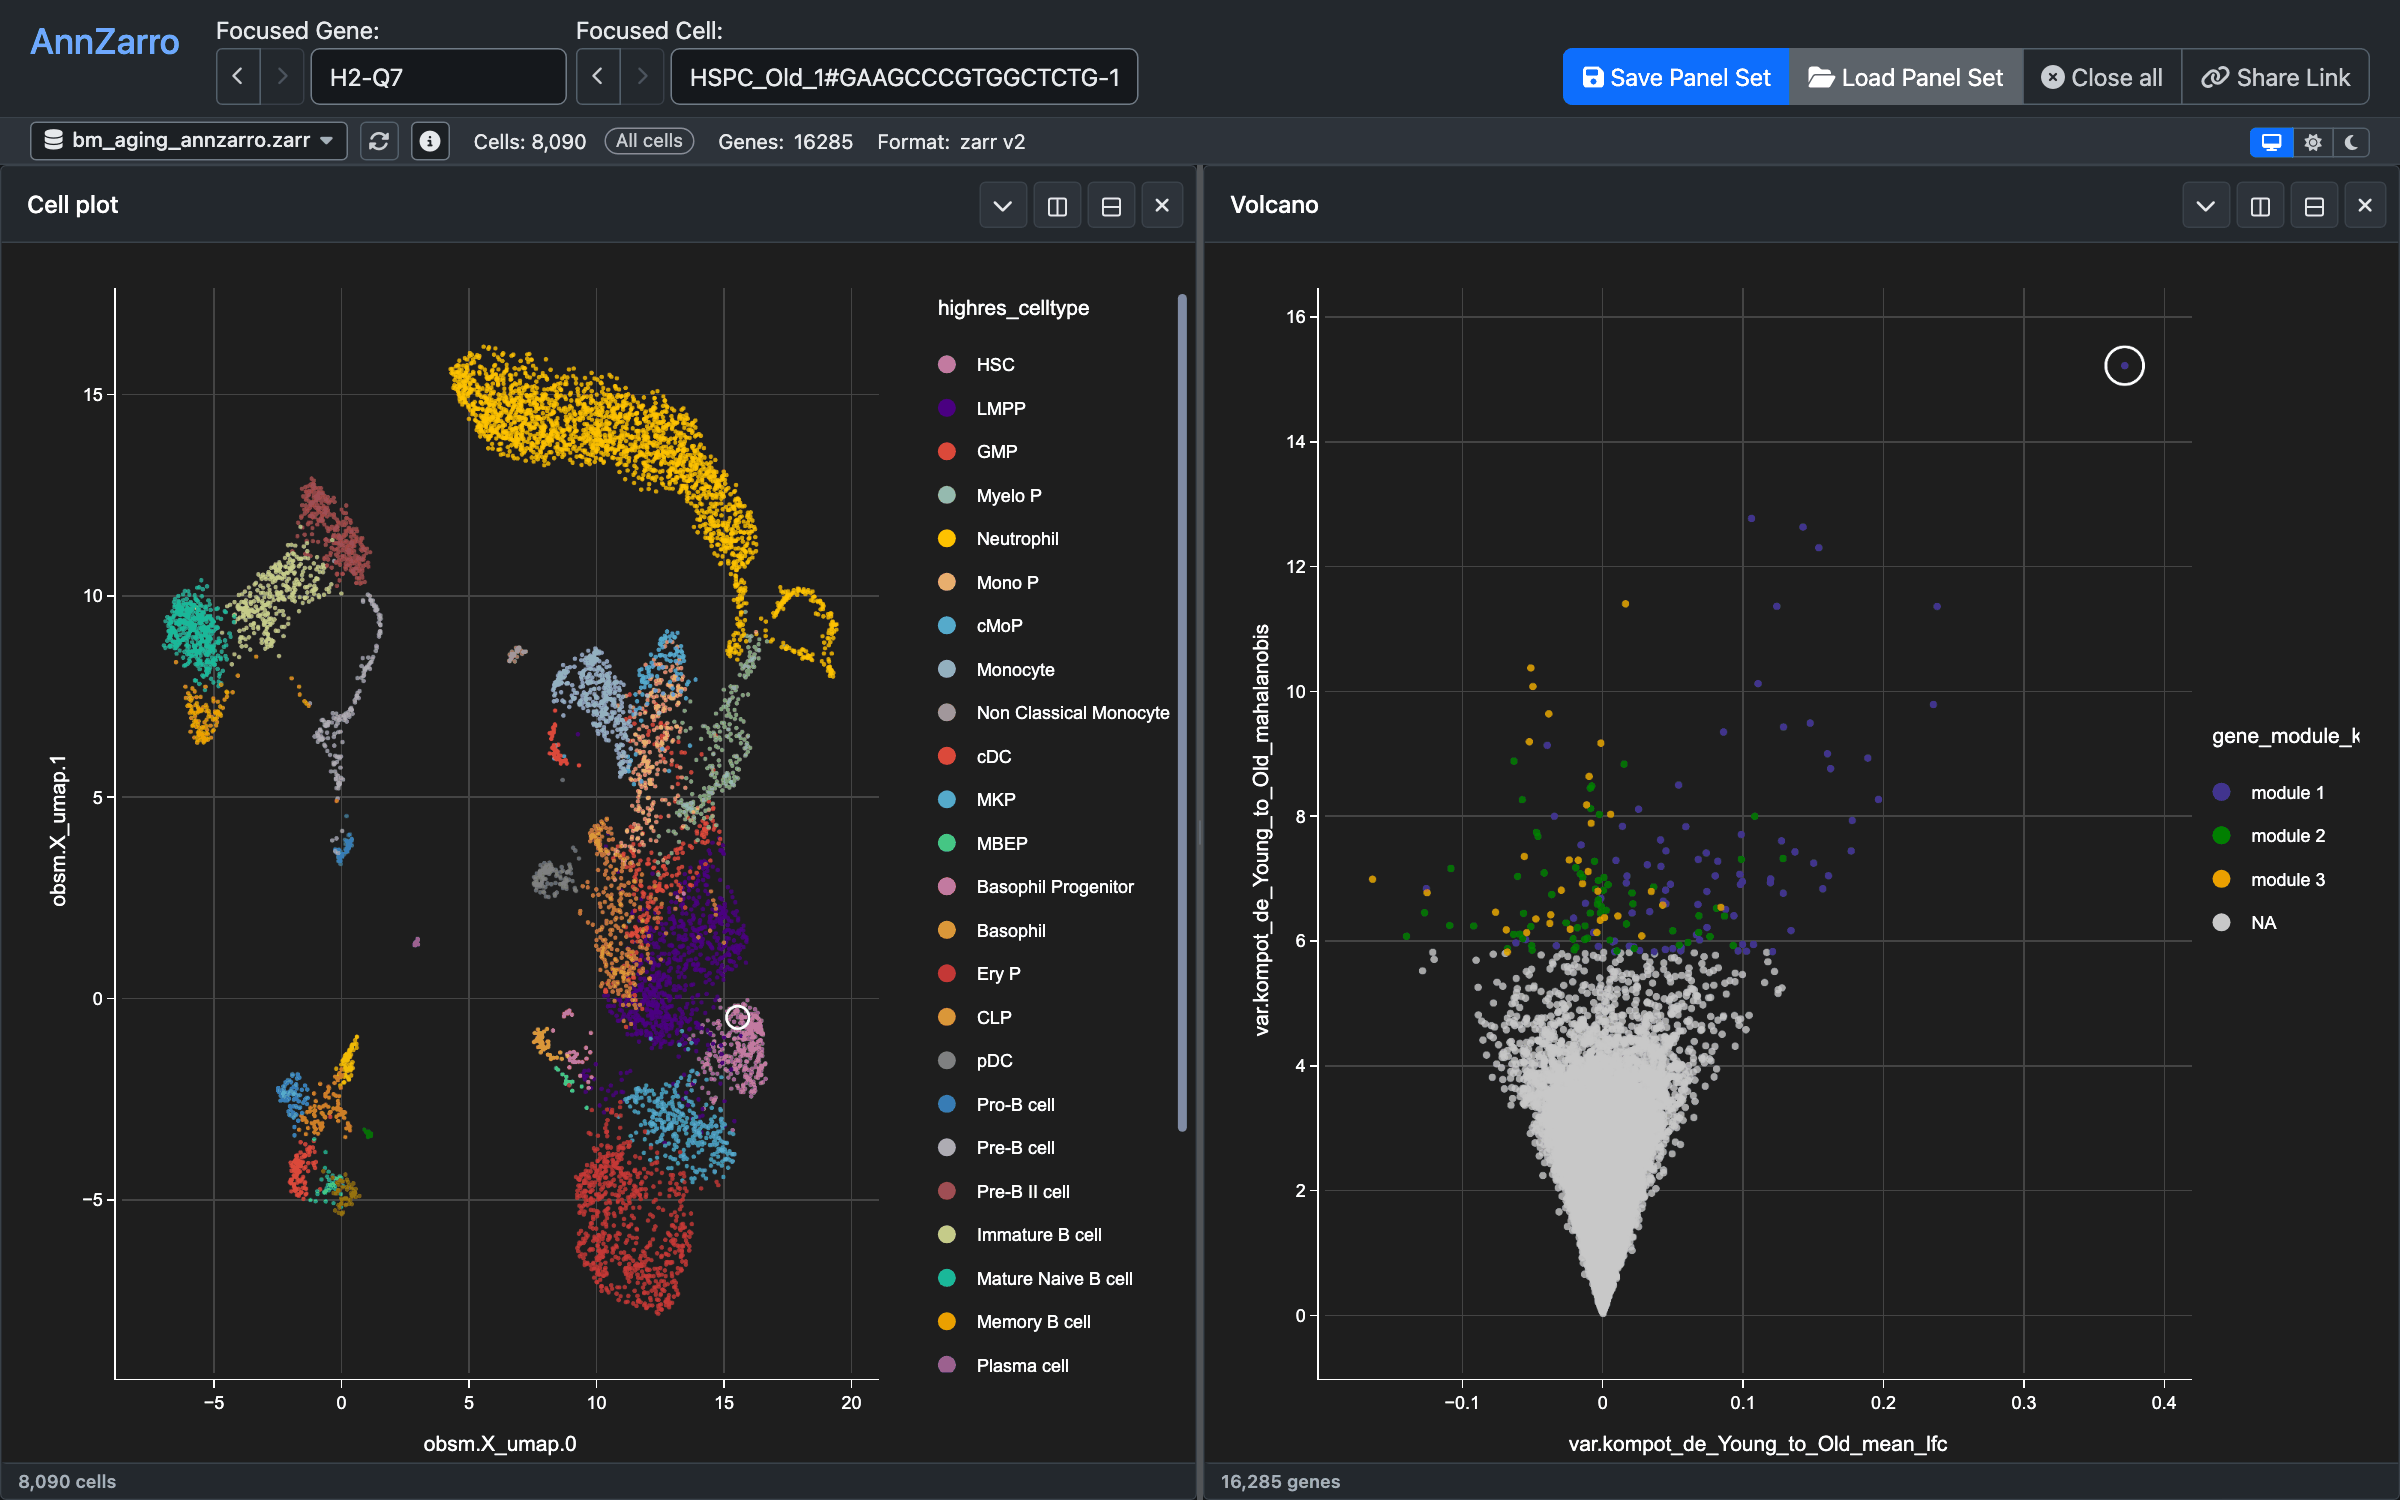 AnnZarro
Focused Gene:
H2-Q7
Focused Cell:
HSPC_Old_1#GAAGCCCGTGGCTCTG-1
Save Panel Set
Load Panel Set
Close all
Share Link
bm_aging_annzarro.zarr
Cells: 8,090
All cells
Genes: 16285
Format: zarr v2
Cell plot
15
10
5
0
−5
−5
0
5
10
15
20
obsm.X_umap.1
obsm.X_umap.0
highres_celltype
HSC
LMPP
GMP
Myelo P
Neutrophil
Mono P
cMoP
Monocyte
Non Classical Monocyte
cDC
MKP
MBEP
Basophil Progenitor
Basophil
Ery P
CLP
pDC
Pro-B cell
Pre-B cell
Pre-B II cell
Immature B cell
Mature Naive B cell
Memory B cell
Plasma cell
8,090 cells
Volcano
16
14
12
10
8
6
4
2
0
−0.1
0
0.1
0.2
0.3
0.4
var.kompot_de_Young_to_Old_mahalanobis
var.kompot_de_Young_to_Old_mean_lfc
gene_module_k
module 1
module 2
module 3
NA
16,285 genes